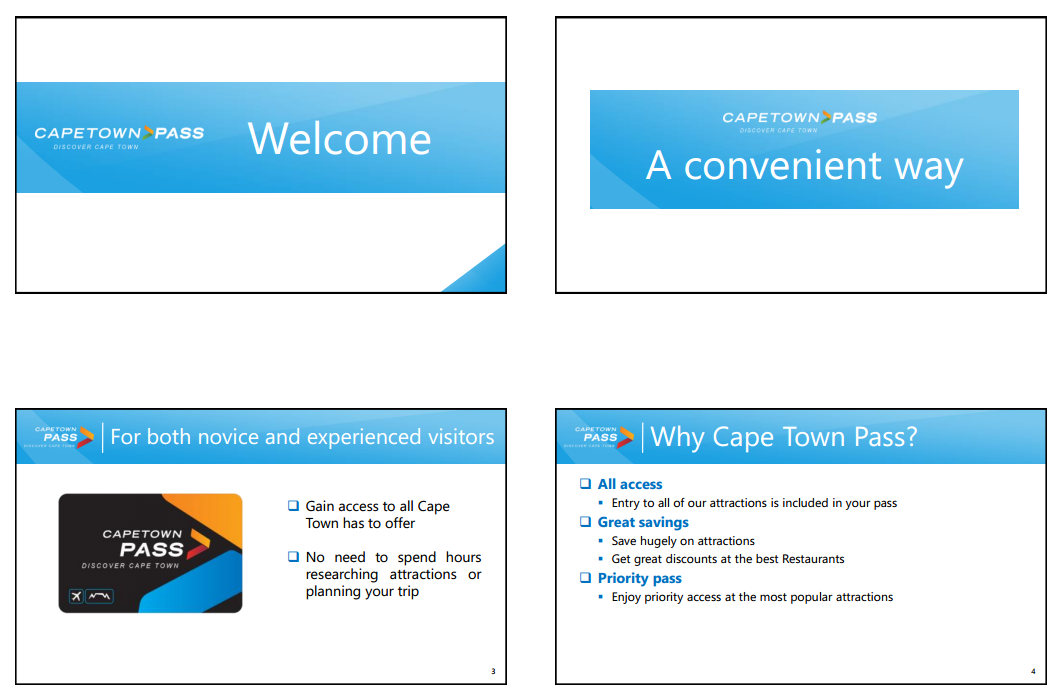 CAPETOWN PASS
DISCOVER CAPE TOWN
Welcome
CAPETOWN PASS
DISCOVER CAPE TOWN
A convenient way
CAPETOWN
PASS
DISCOVER CAPE TOWN
For both novice and experienced visitors
CAPETOWN
PASS
DISCOVER CAPE TOWN
Gain access to all Cape
Town has to offer
No need to spend hours
researching attractions or
planning your trip
3
CAPETOWN
PASS
DISCOVER CAPE TOWN
Why Cape Town Pass?
All access
Entry to all of our attractions is included in your pass
Great savings
Save hugely on attractions
Get great discounts at the best Restaurants
Priority pass
Enjoy priority access at the most popular attractions
4